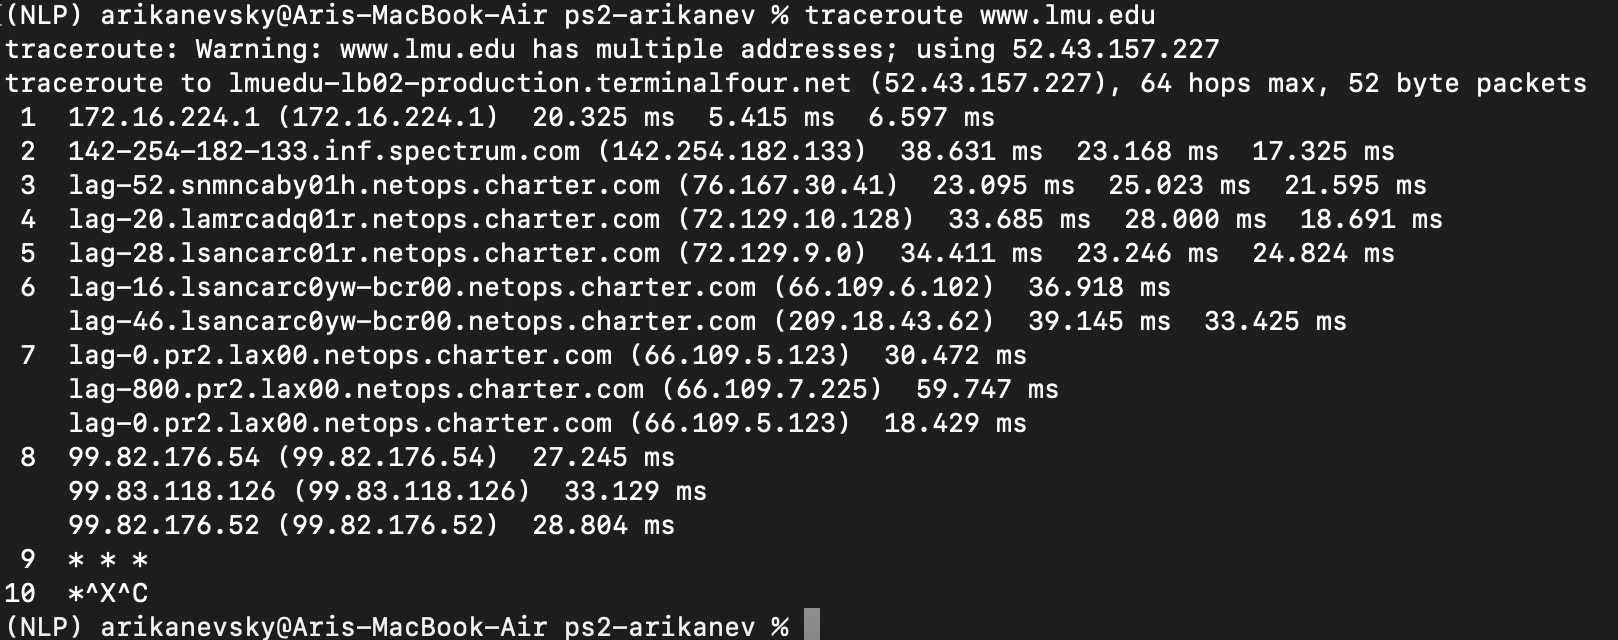 (NLP) arikanevsky@Aris-MacBook-Air ps2-arikanev % traceroute www.lmu.edu
traceroute: Warning: www.lmu.edu has multiple addresses; using 52.43.157.227
traceroute to lmuedu-lb02-production.terminalfour.net (52.43.157.227), 64 hops max, 52 byte packets
 1  172.16.224.1 (172.16.224.1)  20.325 ms  5.415 ms  6.597 ms
 2  142-254-182-133.inf.spectrum.com (142.254.182.133)  38.631 ms  23.168 ms  17.325 ms
 3  lag-52.snmncaby01h.netops.charter.com (76.167.30.41)  23.095 ms  25.023 ms  21.595 ms
 4  lag-20.lamrcadq01r.netops.charter.com (72.129.10.128)  33.685 ms  28.000 ms  18.691 ms
 5  lag-28.lsancarc01r.netops.charter.com (72.129.9.0)  34.411 ms  23.246 ms  24.824 ms
 6  lag-16.lsancarc0yw-bcr00.netops.charter.com (66.109.6.102)  36.918 ms
    lag-46.lsancarc0yw-bcr00.netops.charter.com (209.18.43.62)  39.145 ms  33.425 ms
 7  lag-0.pr2.lax00.netops.charter.com (66.109.5.123)  30.472 ms
    lag-800.pr2.lax00.netops.charter.com (66.109.7.225)  59.747 ms
    lag-0.pr2.lax00.netops.charter.com (66.109.5.123)  18.429 ms
 8  99.82.176.54 (99.82.176.54)  27.245 ms
    99.83.118.126 (99.83.118.126)  33.129 ms
    99.82.176.52 (99.82.176.52)  28.804 ms
 9  * * *
10  *^X^C
(NLP) arikanevsky@Aris-MacBook-Air ps2-arikanev %